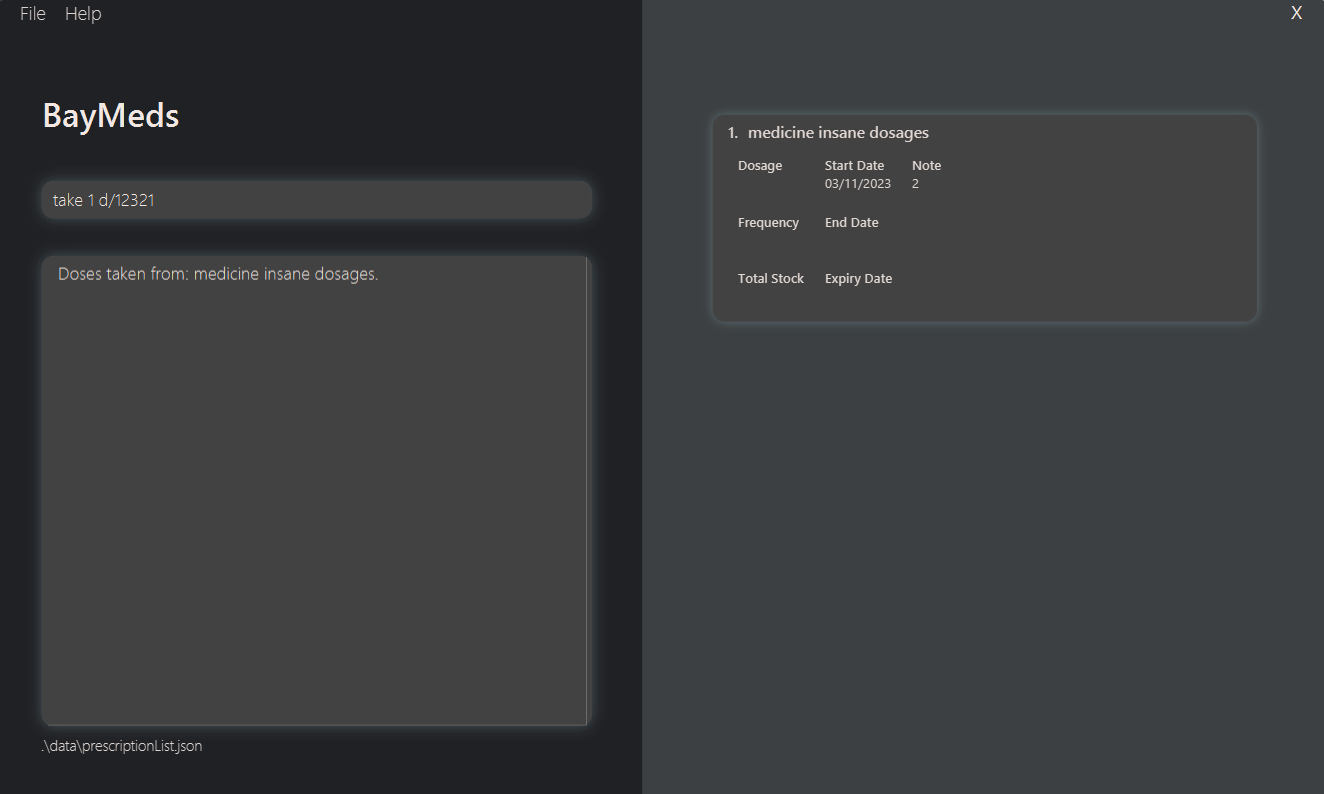 File Help X
BayMeds
take 1 d/12321
Doses taken from: medicine insane dosages.
.\data\prescriptionList.json
1. medicine insane dosages
Dosage Start Date Note
03/11/2023 2
Frequency End Date
Total Stock Expiry Date